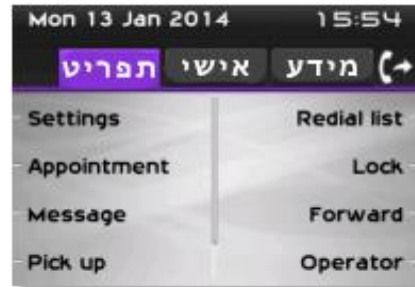 Mon 13 Jan 2014 15:54
תפריט אישי מידע
Settings Redial list
Appointment Lock
Message Forward
Pick up Operator